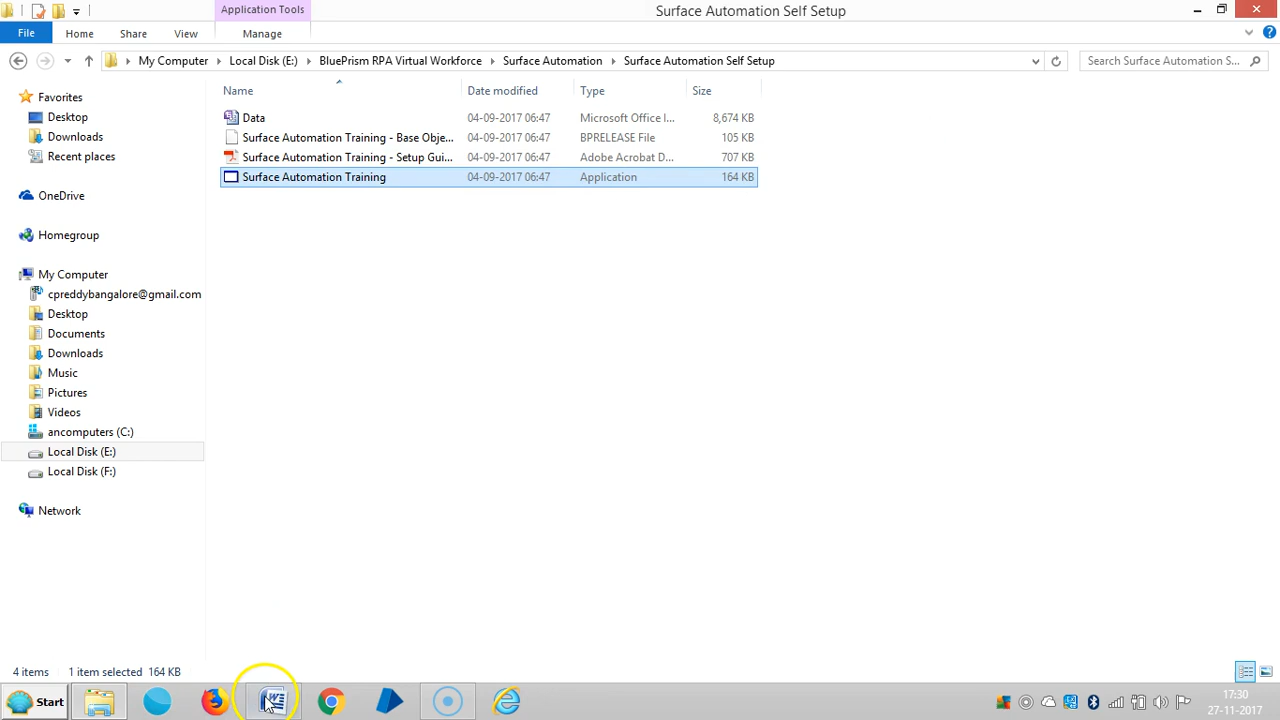 Application Tools
Surface Automation Self Setup
File Home Share View Manage
My Computer Local Disk (E:) BluePrism RPA Virtual Workforce Surface Automation Surface Automation Self Setup
Search Surface Automation S...
Name Date modified Type Size
Data 04-09-2017 06:47 Microsoft Office I... 8,674 KB
Surface Automation Training - Base Obje... 04-09-2017 06:47 BPRELEASE File 105 KB
Surface Automation Training - Setup Gui... 04-09-2017 06:47 Adobe Acrobat D... 707 KB
Surface Automation Training 04-09-2017 06:47 Application 164 KB
Favorites
Desktop
Downloads
Recent places
OneDrive
Homegroup
My Computer
cpreddybangalore@gmail.com
Desktop
Documents
Downloads
Music
Pictures
Videos
ancomputers (C:)
Local Disk (E:)
Local Disk (F:)
Network
4 items 1 item selected 164 KB
Start
17:30
27-11-2017